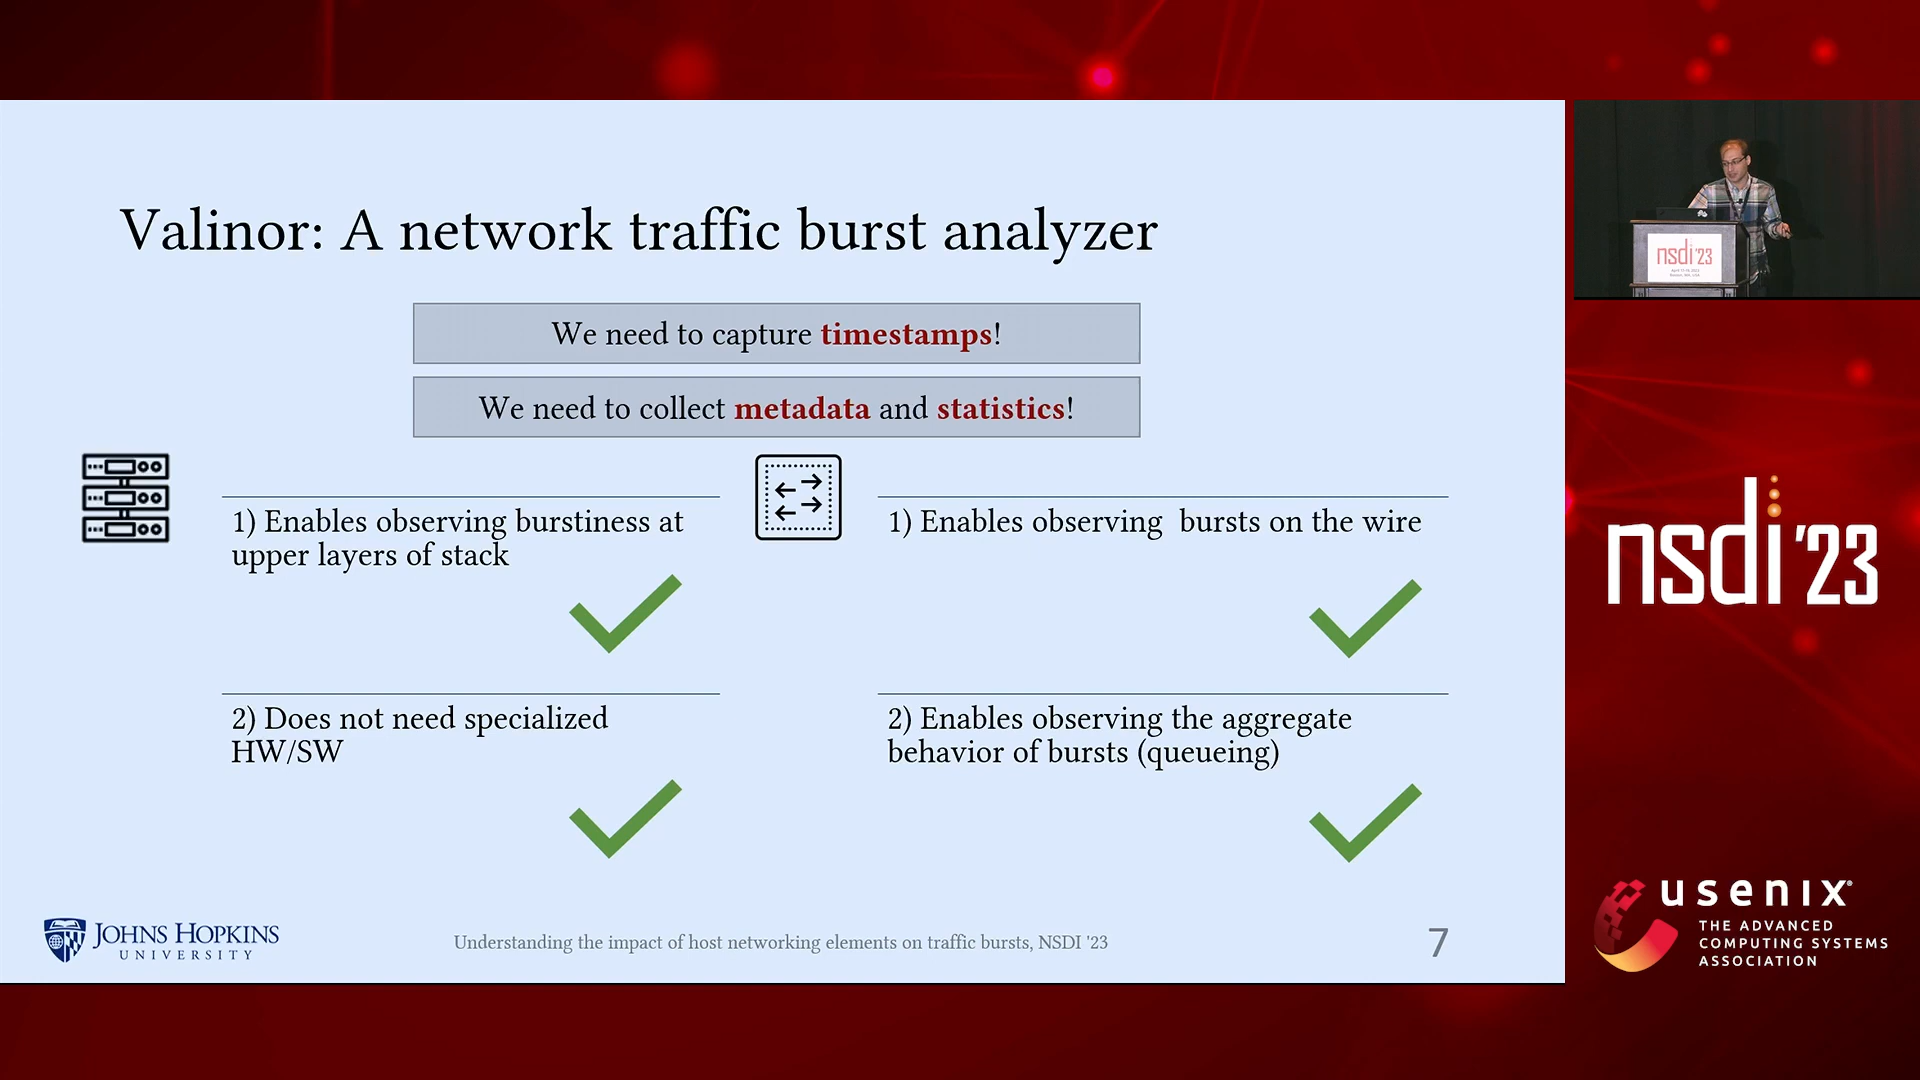 Valinor: A network traffic burst analyzer
We need to capture timestamps!
We need to collect metadata and statistics!
1) Enables observing burstiness at
upper layers of stack
1) Enables observing  bursts on the wire
2) Does not need specialized
HW/SW
2) Enables observing the aggregate
behavior of bursts (queueing)
JOHNS HOPKINS
UNIVERSITY
Understanding the impact of host networking elements on traffic bursts, NSDI '23
7
nsdi '23
nsdi '23
usenix®
THE ADVANCED
COMPUTING SYSTEMS
ASSOCIATION